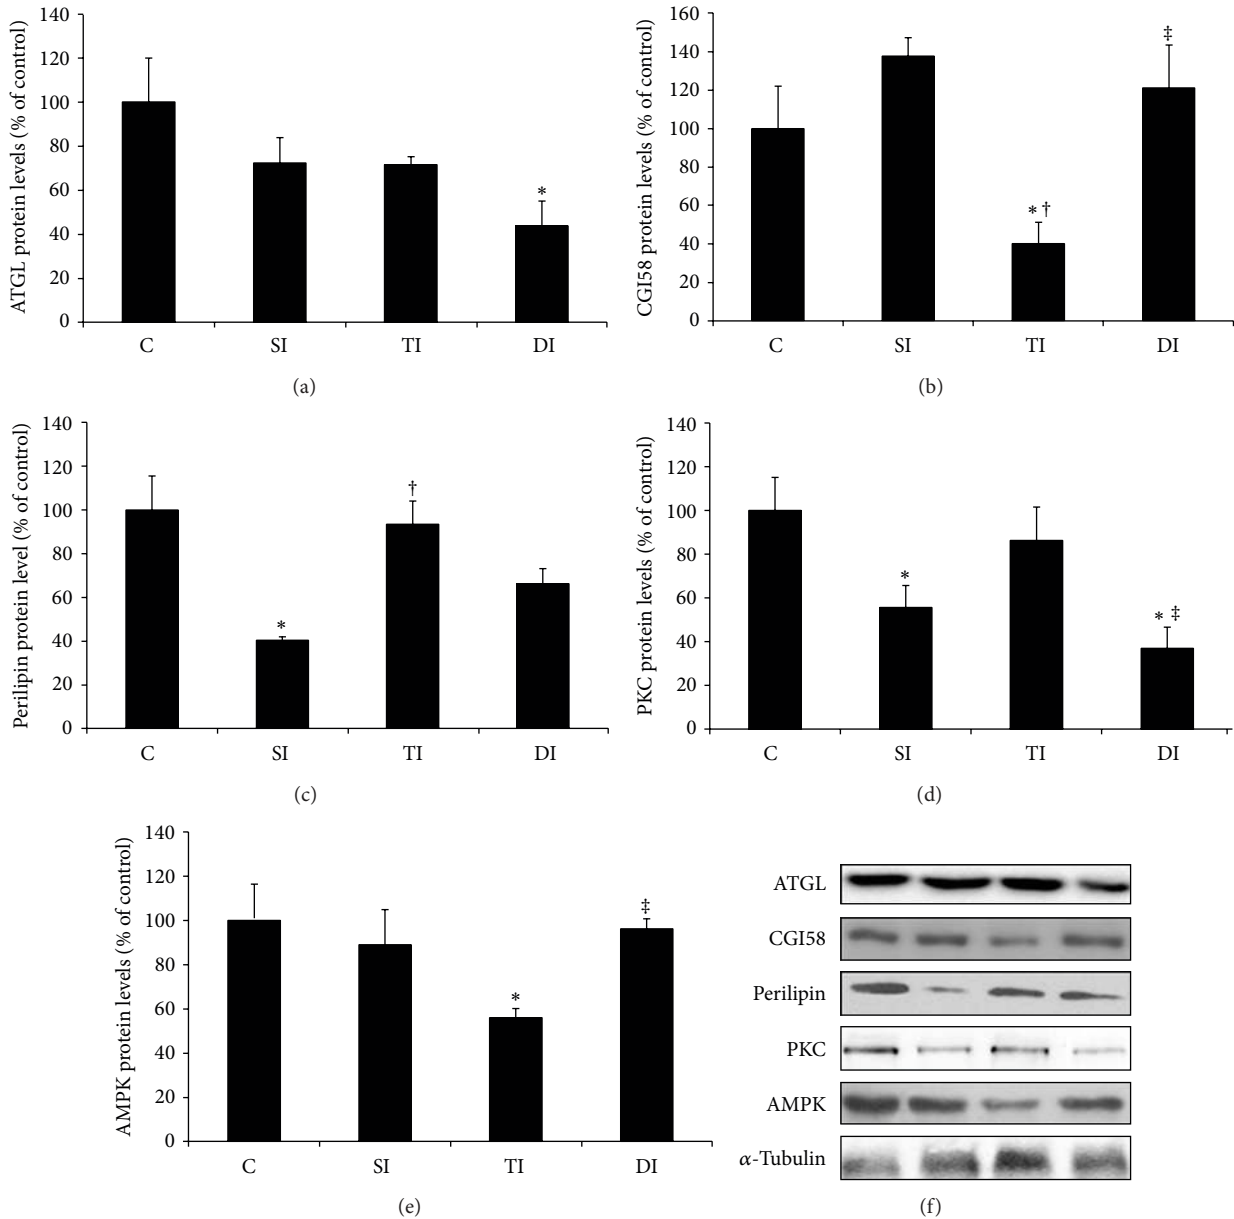 ATGL protein levels (% of control)
140
120
100
80
60
40
20
0
*
C SI TI DI
(a)
CGI58 protein levels (% of control)
160
140
120
100
80
60
40
20
0
* †
‡
C SI TI DI
(b)
Perilipin protein level (% of control)
140
120
100
80
60
40
20
0
*
†
C SI TI DI
(c)
PKC protein levels (% of control)
140
120
100
80
60
40
20
0
*
* ‡
C SI TI DI
(d)
AMPK protein levels (% of control)
140
120
100
80
60
40
20
0
*
‡
C SI TI DI
(e)
ATGL
CGI58
Perilipin
PKC
AMPK
α-Tubulin
(f)